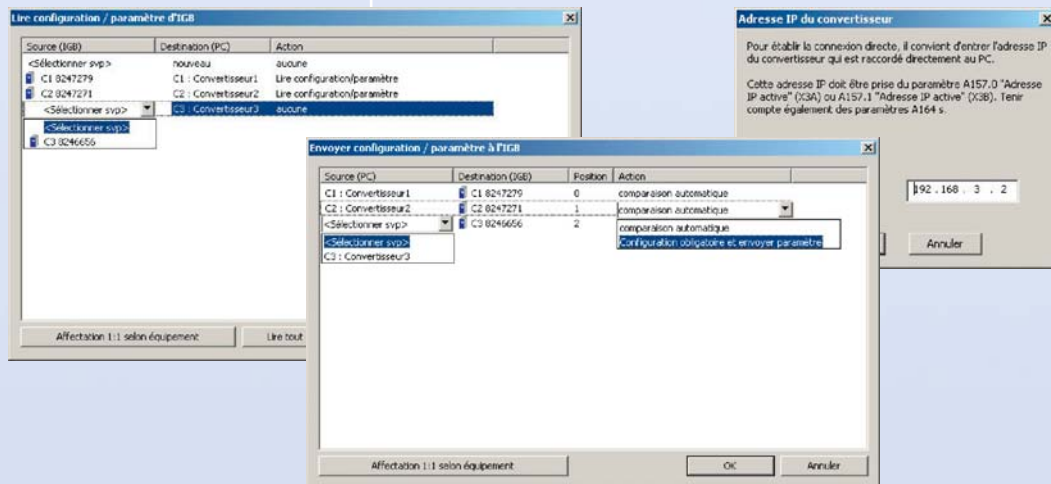 Lire configuration / paramètre d'IGB
Source (IGB) Destination (PC) Action
<Sélectionner svp> nouveau aucune
C1 8247279 C1 : Convertisseur1 Lire configuration/paramètre
C2 8247271 C2 : Convertisseur2 Lire configuration/paramètre
<Sélectionner svp> C3 : Convertisseur3 aucune
<Sélectionner svp>
C3 8246656
Affectation 1:1 selon équipement Lire tout
Envoyer configuration / paramètre à l'IGB
Source (PC) Destination (IGB) Position Action
C1 : Convertisseur1 C1 8247279 0 comparaison automatique
C2 : Convertisseur2 C2 8247271 1 comparaison automatique
<Sélectionner svp> C3 8246656 2 comparaison automatique
<Sélectionner svp> Configuration obligatoire et envoyer paramètre
C3 : Convertisseur3
Affectation 1:1 selon équipement OK Annuler
Adresse IP du convertisseur
Pour établir la connexion directe, il convient d'entrer l'adresse IP
du convertisseur qui est raccordé directement au PC.
Cette adresse IP doit être prise du paramètre A157.0 "Adresse
IP active" (X3A) ou A157.1 "Adresse IP active" (X3B). Tenir
compte également des paramètres A164 s.
192 . 168 . 3 . 2
Annuler